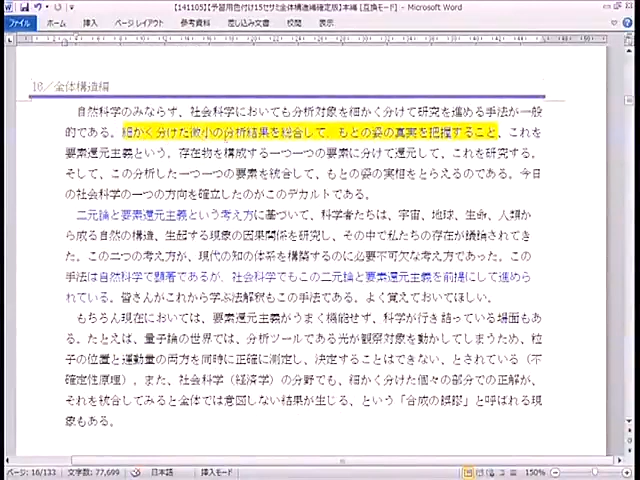 【141105】【予習用色付け】15セサミ全体構造編確定版】本編 [互換モード] - Microsoft Word
ファイル ホーム 挿入 ページ レイアウト 参考資料 差し込み文書 校閲 表示
16／全体構造編
自然科学のみならず、社会科学においても分析対象を細かく分けて研究を進める手法が一般
的である。細かく分けた微小の分析結果を総合して、もとの姿の真実を把握すること、これを
要素還元主義という。存在物を構成する一つ一つの要素に分けて還元して、これを研究する。
そして、この分析した一つ一つの要素を統合して、もとの姿の実相をとらえるのである。今日
の社会科学の一つの方向を確立したのがこのデカルトである。
二元論と要素還元主義という考え方に基づいて、科学者たちは、宇宙、地球、生命、人類か
ら成る自然の構造、生起する現象の因果関係を研究し、その中で私たちの存在が議論されてき
た。この二つの考え方が、現代の知の体系を構築するのに必要不可欠な考え方であった。この
手法は自然科学で顕著であるが、社会科学でもこの二元論と要素還元主義を前提にして進めら
れている。皆さんがこれから学ぶ法解釈もこの手法である。よく覚えておいてほしい。
もちろん現在においては、要素還元主義がうまく機能せず、科学が行き詰っている場面もあ
る。たとえば、量子論の世界では、分析ツールである光が観察対象を動かしてしまうため、粒
子の位置と運動量の両方を同時に正確に測定し、決定することはできない、とされている（不
確定性原理）。また、社会科学（経済学）の分野でも、細かく分けた個々の部分での正解が、
それを統合してみると全体では意図しない結果が生じる、という「合成の誤謬」と呼ばれる現
象もある。
ページ: 16/133 文字数: 77,699 日本語 挿入モード 150%